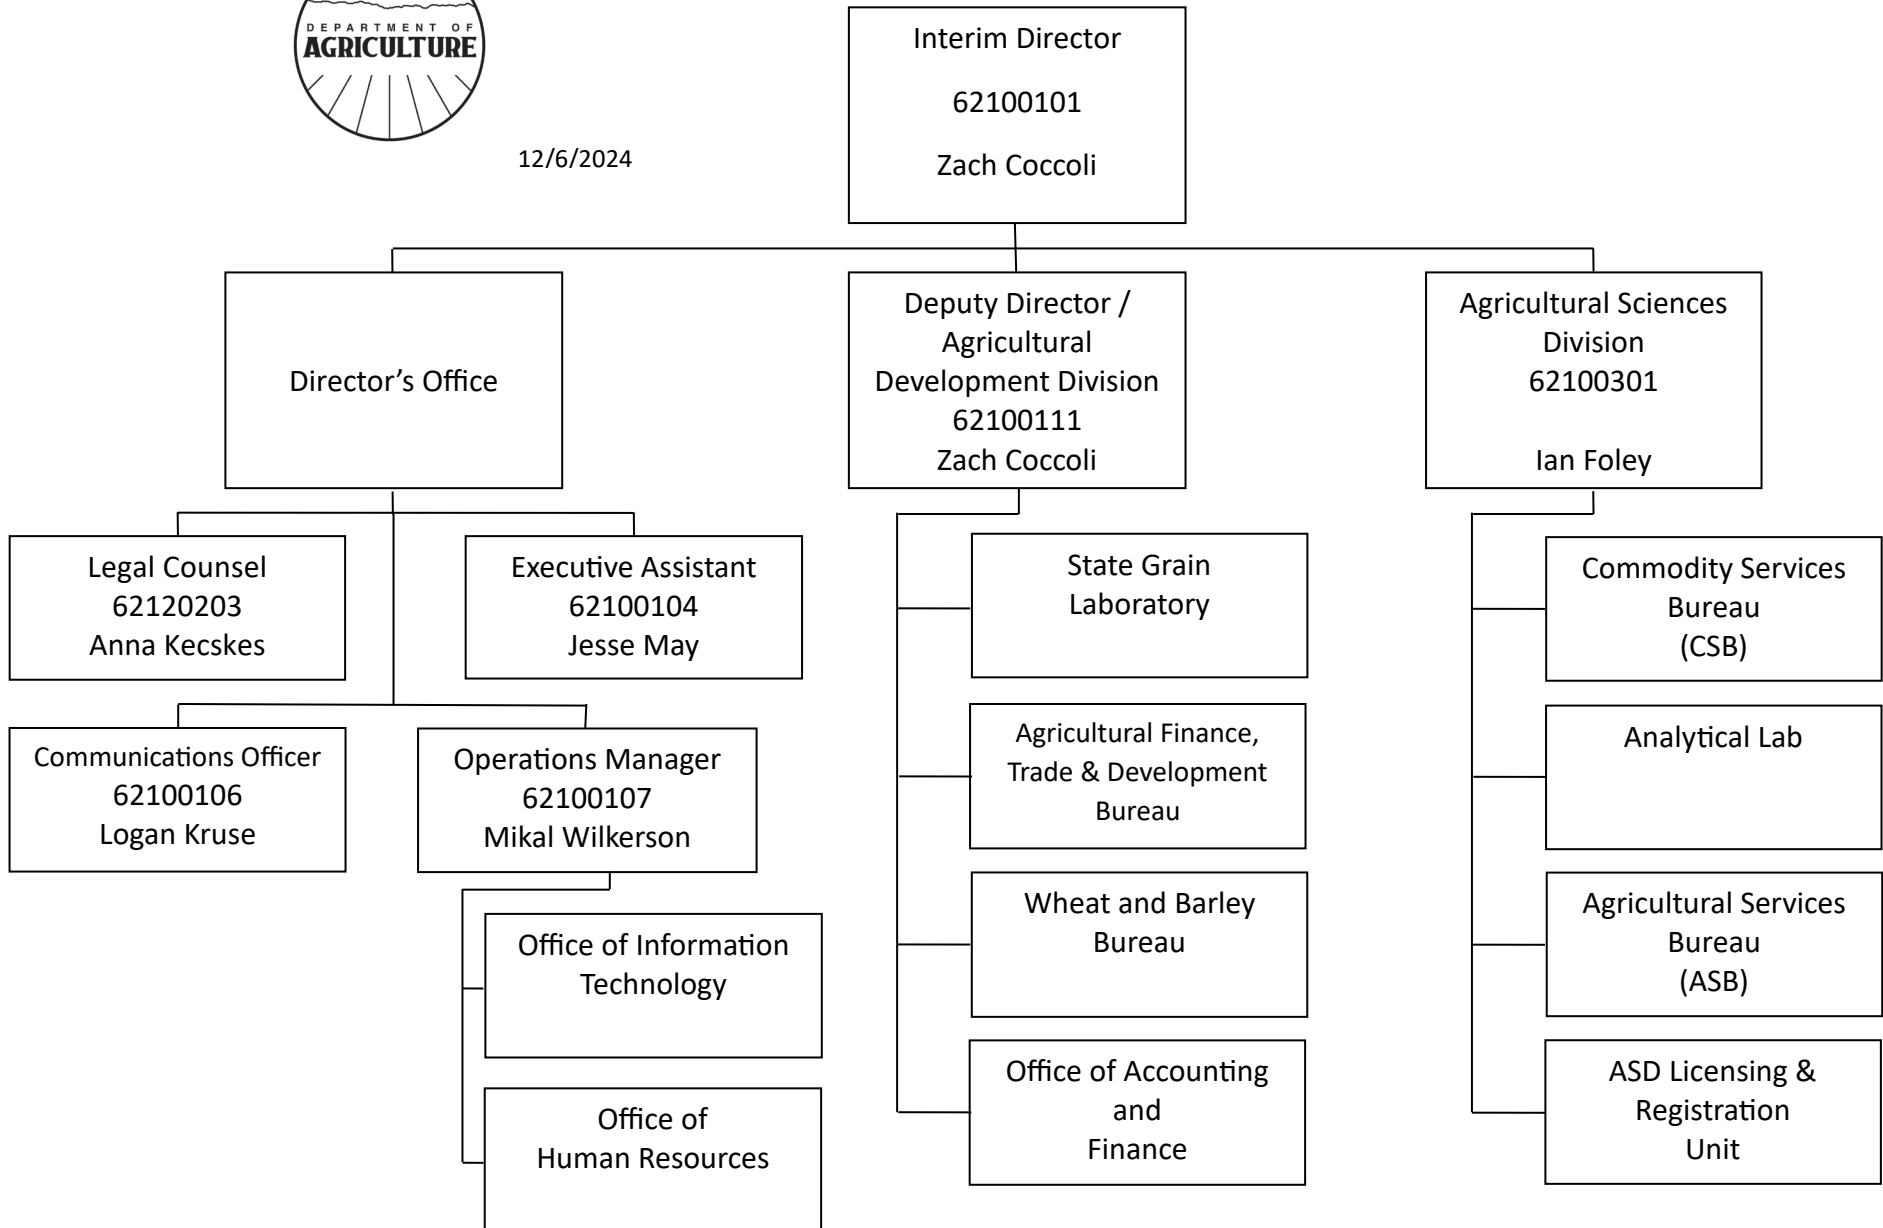 DEPARTMENT OF
AGRICULTURE
12/6/2024
Interim Director
62100101
Zach Coccoli
Director’s Office
Deputy Director /
Agricultural
Development Division
62100111
Zach Coccoli
Agricultural Sciences
Division
62100301
Ian Foley
Legal Counsel
62120203
Anna Kecskes
Executive Assistant
62100104
Jesse May
Communications Officer
62100106
Logan Kruse
Operations Manager
62100107
Mikal Wilkerson
Office of Information
Technology
Office of
Human Resources
State Grain
Laboratory
Agricultural Finance,
Trade & Development
Bureau
Wheat and Barley
Bureau
Office of Accounting
and
Finance
Commodity Services
Bureau
(CSB)
Analytical Lab
Agricultural Services
Bureau
(ASB)
ASD Licensing &
Registration
Unit